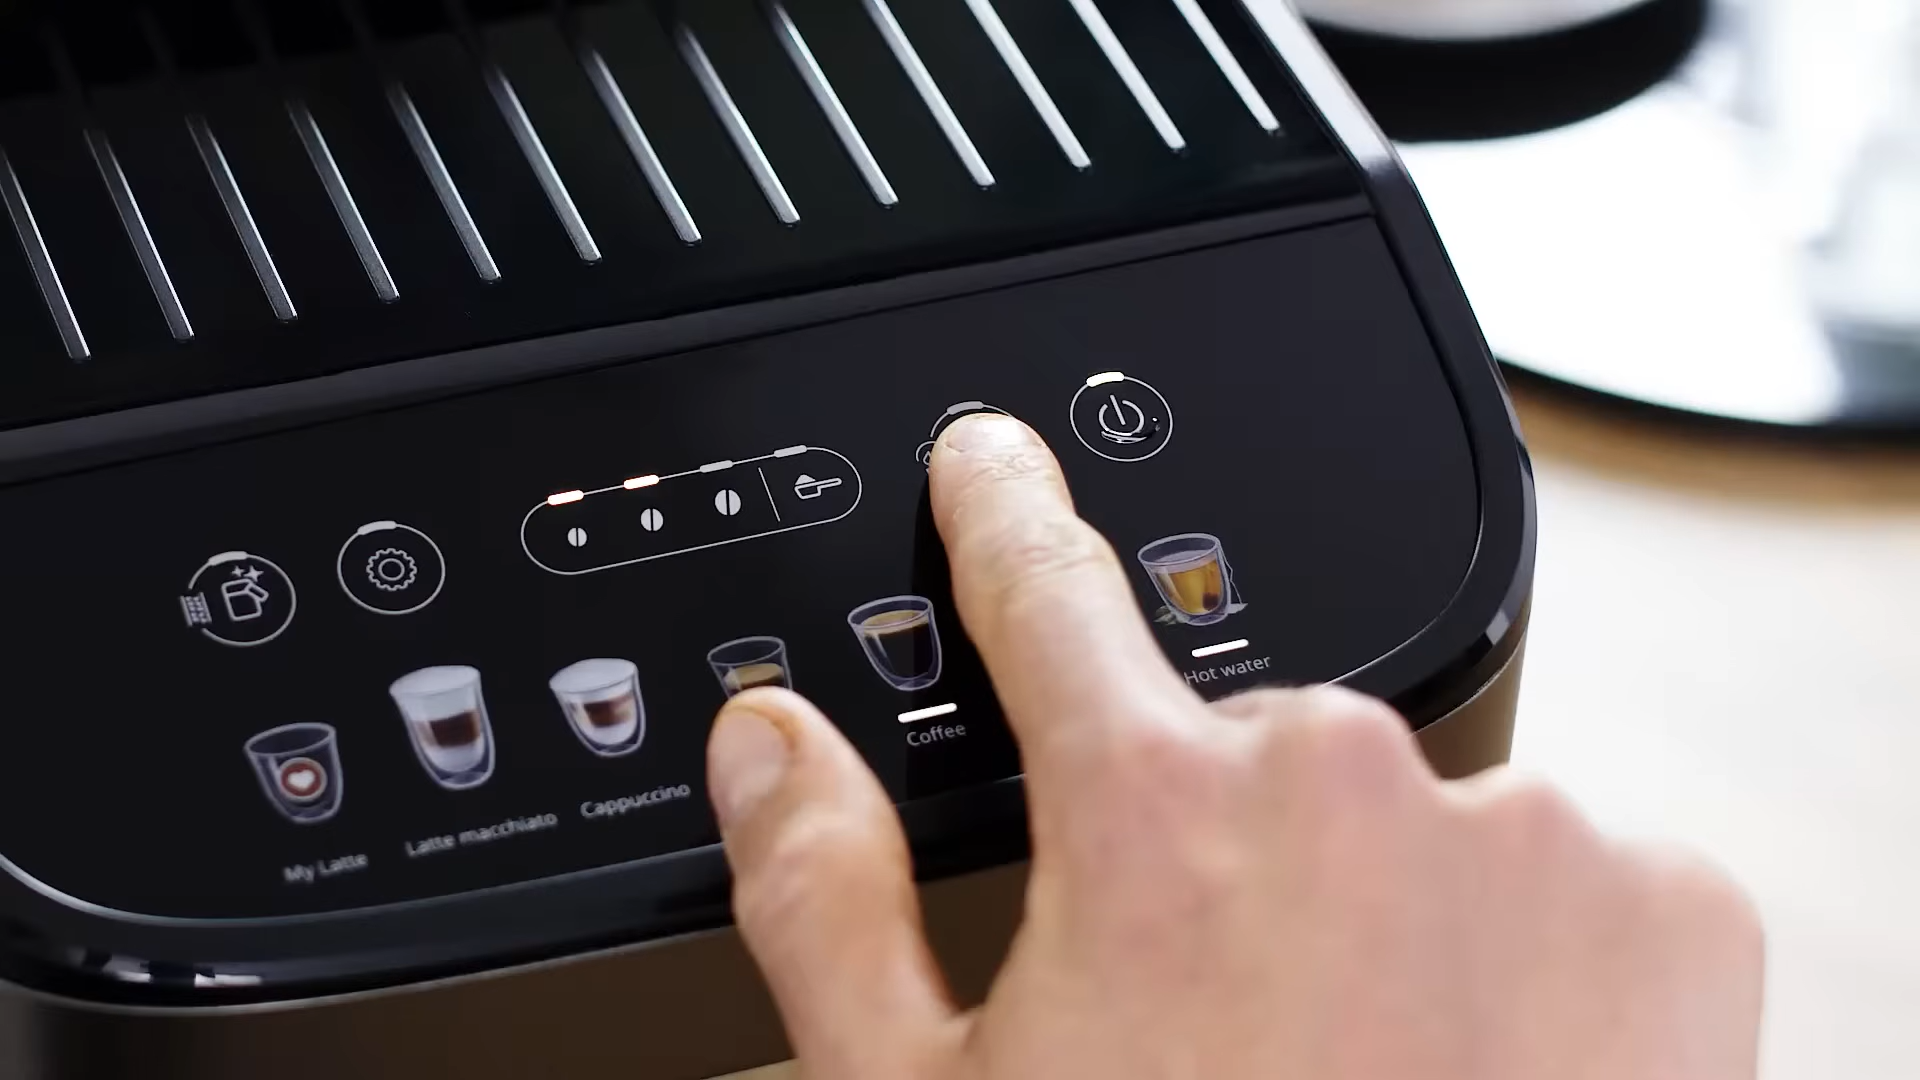 Hot water
Coffee
Cappuccino
Latte macchiato
My Latte